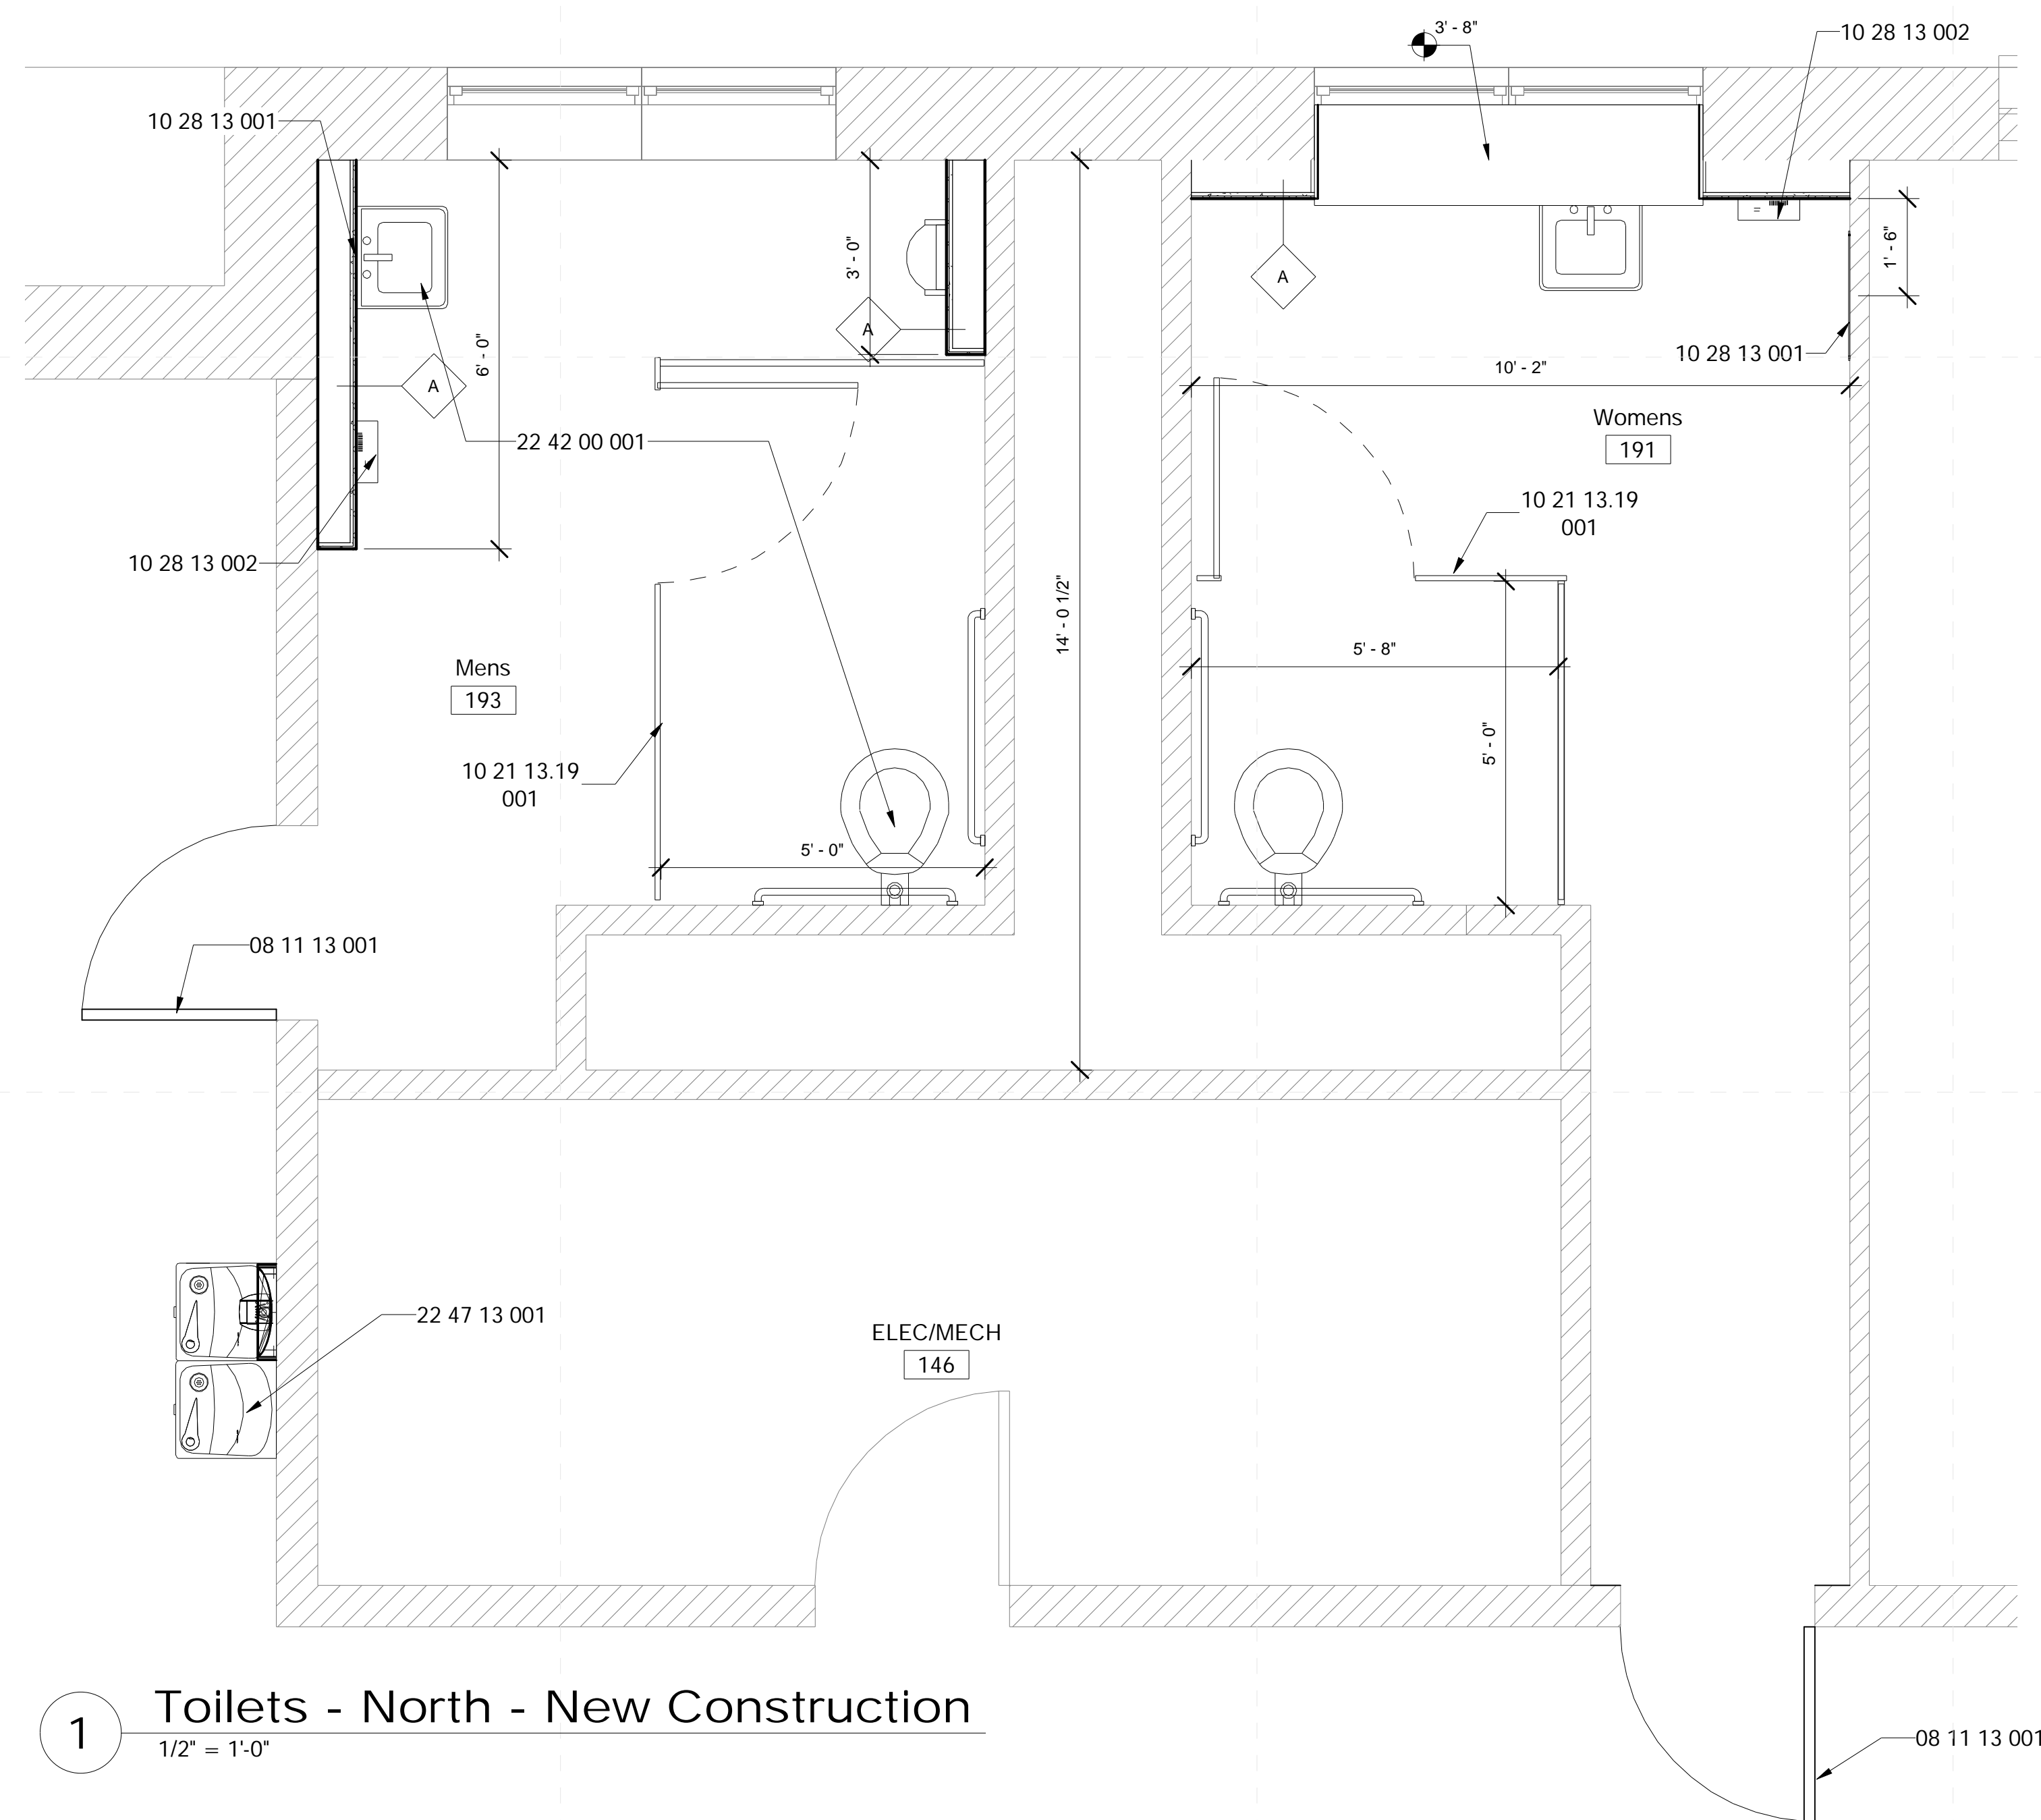 3' - 8"
10 28 13 002
10 28 13 001
3' - 0"
1' - 6"
A
A
6' - 0"
10 28 13 001
10' - 2"
A
Womens
191
22 42 00 001
10 21 13.19
001
10 28 13 002
14' - 0 1/2"
5' - 8"
Mens
193
5' - 0"
10 21 13.19
001
5' - 0"
08 11 13 001
22 47 13 001
ELEC/MECH
146
1
Toilets - North - New Construction
1/2" = 1'-0"
08 11 13 001